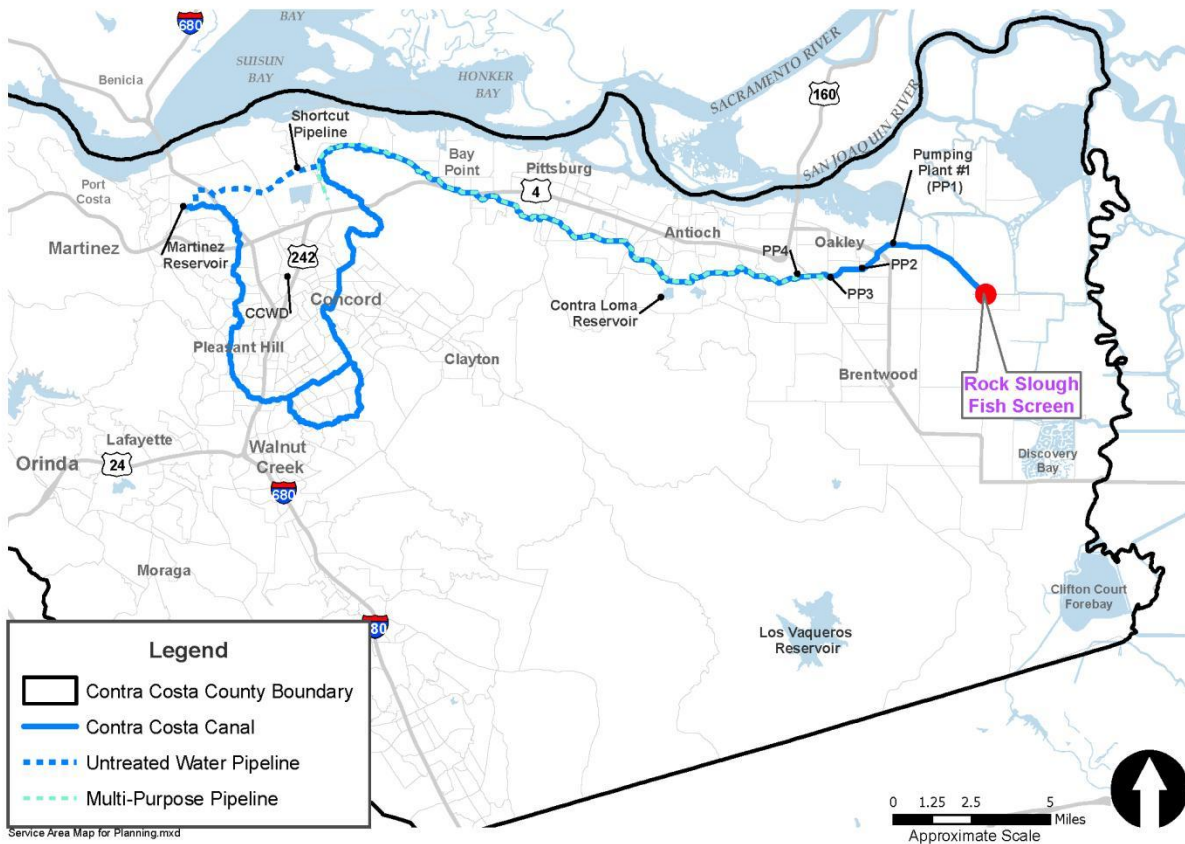 680
BAY
Benicia
SUISUN
BAY
HONKER
BAY
SACRAMENTO RIVER
160
SAN JOAQUIN RIVER
Shortcut
Pipeline
Bay
Point
Pittsburg
4
Pumping
Plant #1
(PP1)
Port
Costa
Martinez
Martinez
Reservoir
242
Antioch
PP4
Oakley
PP2
PP3
CCWD
Concord
Contra Loma
Reservoir
Pleasant Hill
Clayton
Brentwood
Rock Slough
Fish Screen
Lafayette
Orinda
24
Walnut
Creek
680
Discovery
Bay
Moraga
Clifton Court
Forebay
80
Los Vaqueros
Reservoir
Legend
Contra Costa County Boundary
Contra Costa Canal
Untreated Water Pipeline
Multi-Purpose Pipeline
0 1.25 2.5 5
Miles
Approximate Scale
Service Area Map for Planning.mxd